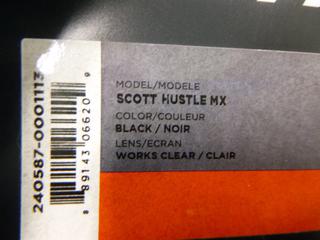 MODEL/MODELE
SCOTT HUSTLE MX
COLOR/COULEUR
BLACK / NOIR
LENS/ECRAN
WORKS CLEAR / CLAIR
240587-0001113
8 89143 06620 9